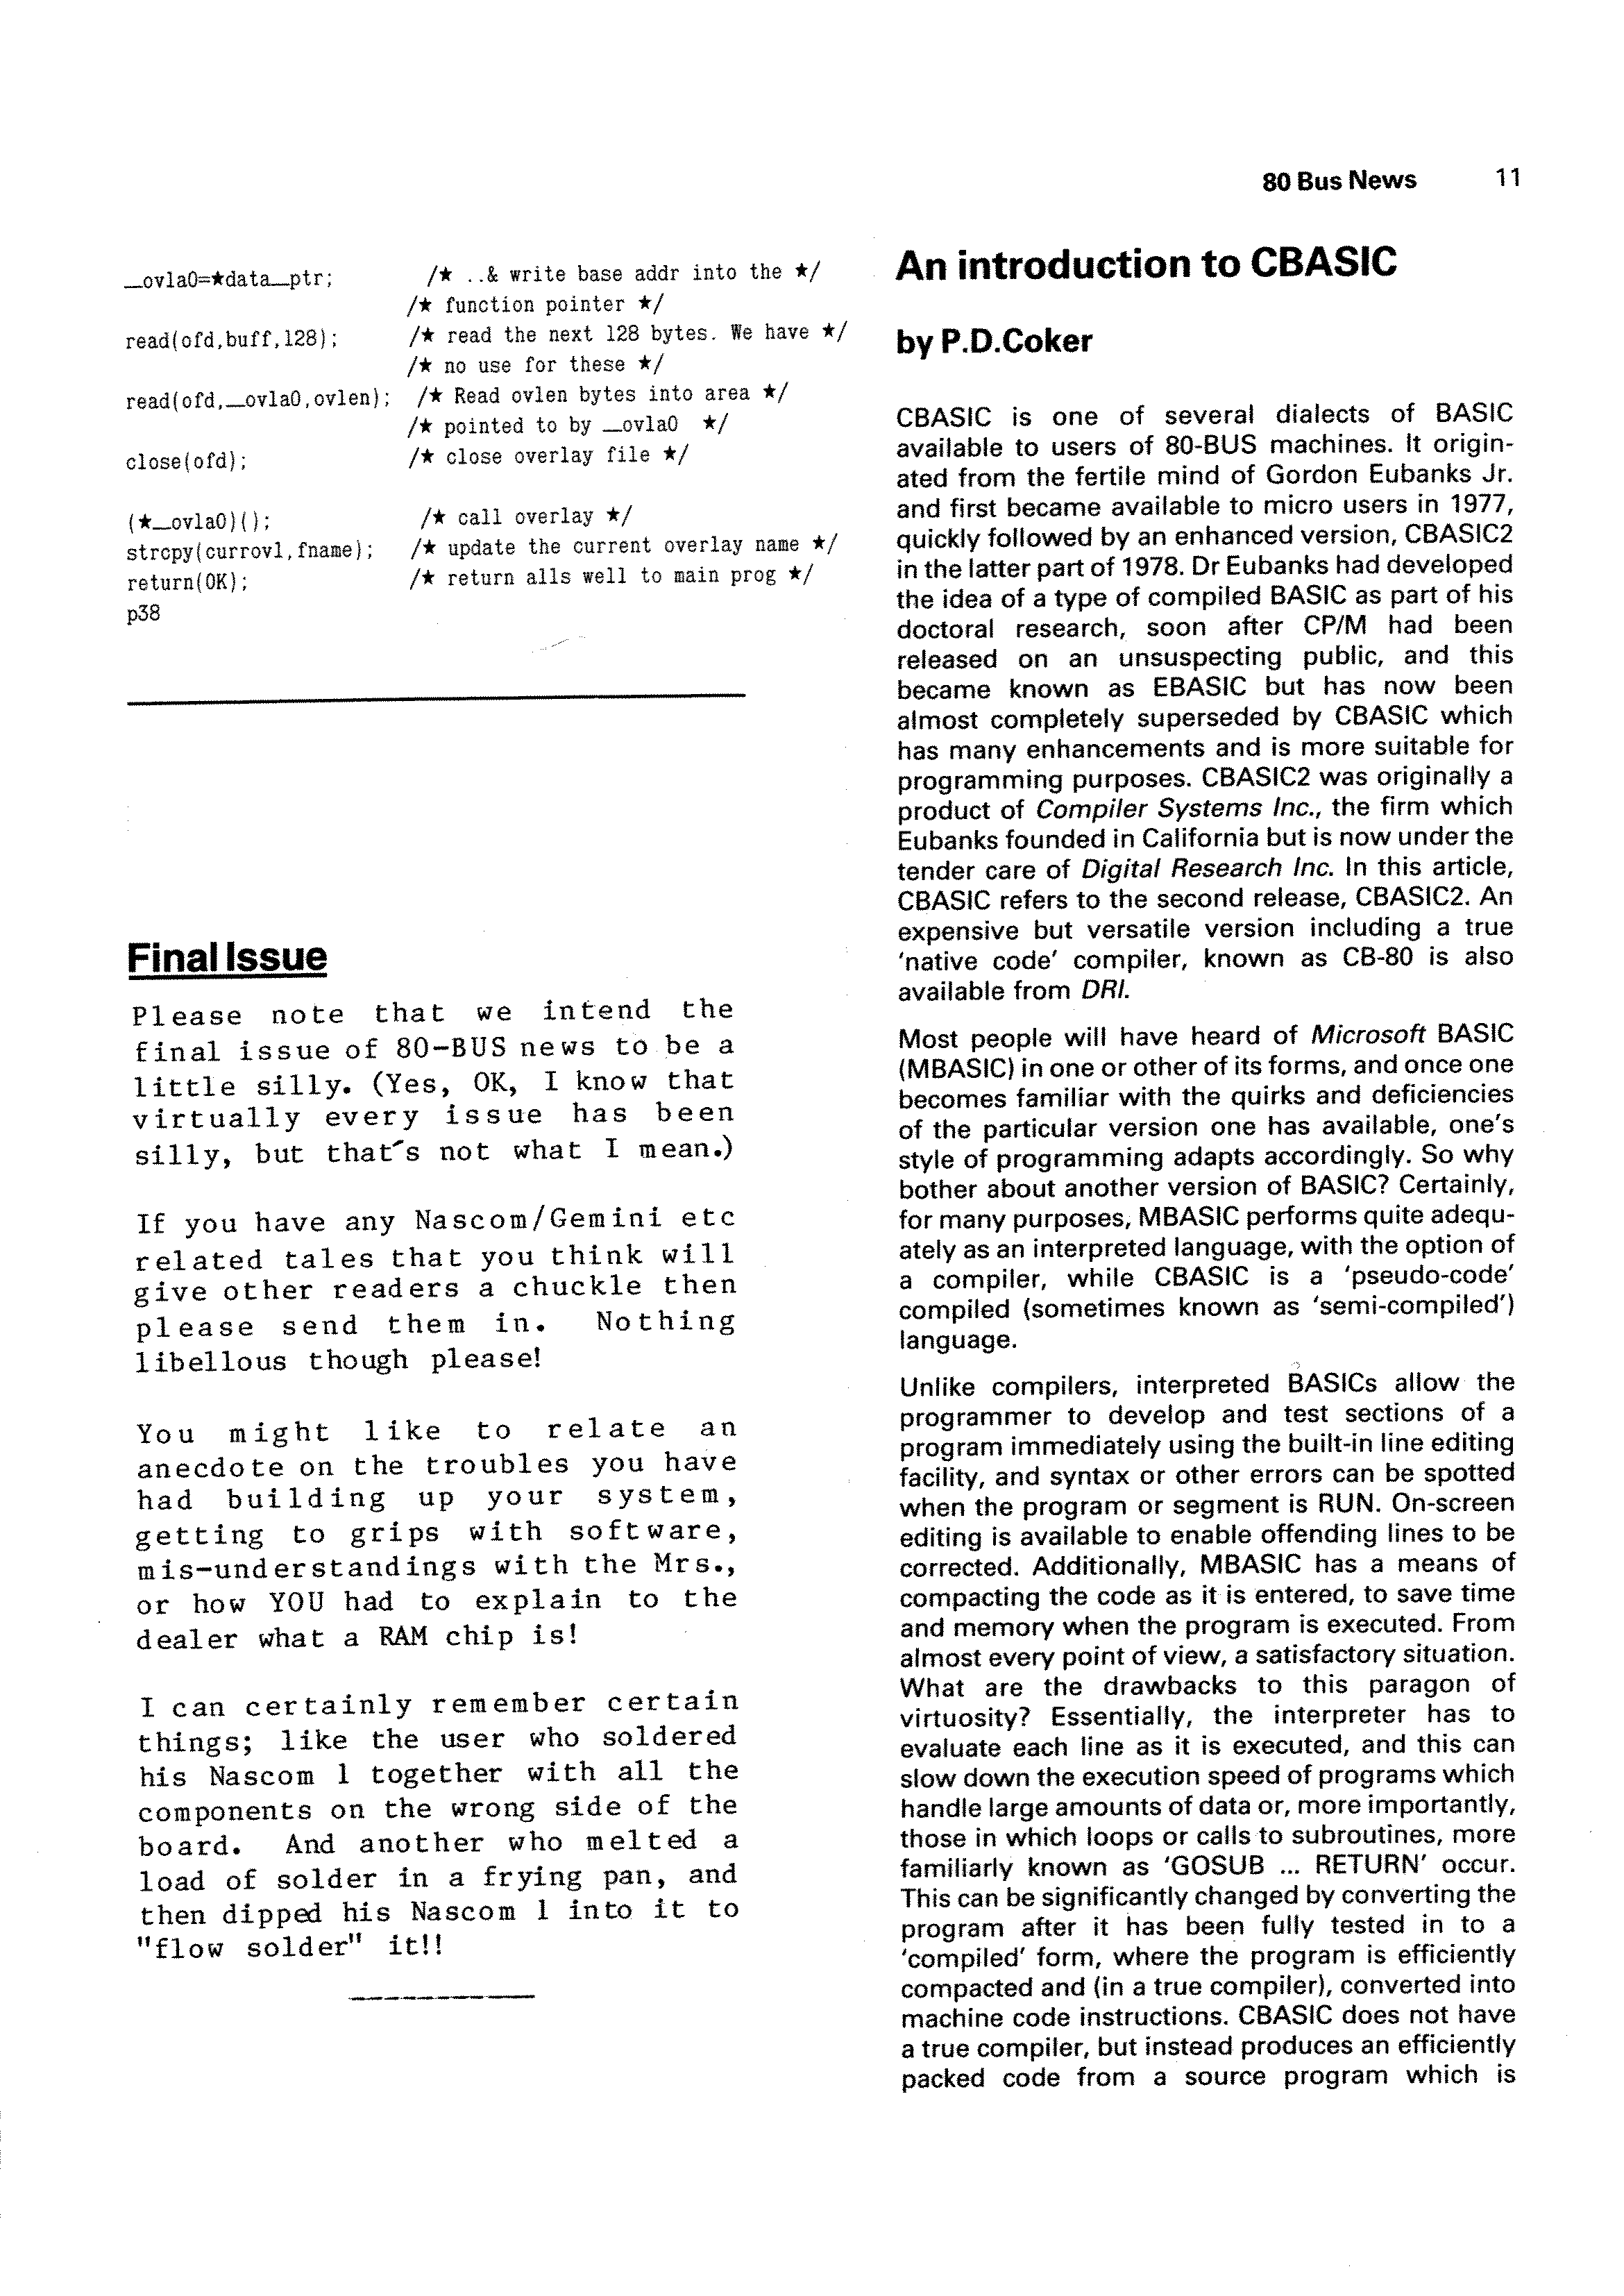 80 Bus News 11
_ovla0=★data_ptr; /★ ..& write base addr into the ★/
/★ function pointer ★/
read(ofd,buff,128); /★ read the next 128 bytes. We have ★/
/★ no use for these ★/
read(ofd,_ovla0,ovlen); /★ Read ovlen bytes into area ★/
/★ pointed to by _ovla0 ★/
close(ofd); /★ close overlay file ★/
(★_ovla0)(); /★ call overlay ★/
strcpy(currovl,fname); /★ update the current overlay name ★/
return(OK); /★ return alls well to main prog ★/
p38
Final Issue
Please note that we intend the
final issue of 80-BUS news to be a
little silly. (Yes, OK, I know that
virtually every issue has been
silly, but that's not what I mean.)
If you have any Nascom/Gemini etc
related tales that you think will
give other readers a chuckle then
please send them in. Nothing
libellous though please!
You might like to relate an
anecdote on the troubles you have
had building up your system,
getting to grips with software,
mis-understandings with the Mrs.,
or how YOU had to explain to the
dealer what a RAM chip is!
I can certainly remember certain
things; like the user who soldered
his Nascom 1 together with all the
components on the wrong side of the
board. And another who melted a
load of solder in a frying pan, and
then dipped his Nascom 1 into it to
"flow solder" it!!
An introduction to CBASIC
by P.D.Coker
CBASIC is one of several dialects of BASIC
available to users of 80-BUS machines. It origin-
ated from the fertile mind of Gordon Eubanks Jr.
and first became available to micro users in 1977,
quickly followed by an enhanced version, CBASIC2
in the latter part of 1978. Dr Eubanks had developed
the idea of a type of compiled BASIC as part of his
doctoral research, soon after CP/M had been
released on an unsuspecting public, and this
became known as EBASIC but has now been
almost completely superseded by CBASIC which
has many enhancements and is more suitable for
programming purposes. CBASIC2 was originally a
product of Compiler Systems Inc., the firm which
Eubanks founded in California but is now under the
tender care of Digital Research Inc. In this article,
CBASIC refers to the second release, CBASIC2. An
expensive but versatile version including a true
'native code' compiler, known as CB-80 is also
available from DRI.
Most people will have heard of Microsoft BASIC
(MBASIC) in one or other of its forms, and once one
becomes familiar with the quirks and deficiencies
of the particular version one has available, one's
style of programming adapts accordingly. So why
bother about another version of BASIC? Certainly,
for many purposes, MBASIC performs quite adequ-
ately as an interpreted language, with the option of
a compiler, while CBASIC is a 'pseudo-code'
compiled (sometimes known as 'semi-compiled')
language.
Unlike compilers, interpreted BASICs allow the
programmer to develop and test sections of a
program immediately using the built-in line editing
facility, and syntax or other errors can be spotted
when the program or segment is RUN. On-screen
editing is available to enable offending lines to be
corrected. Additionally, MBASIC has a means of
compacting the code as it is entered, to save time
and memory when the program is executed. From
almost every point of view, a satisfactory situation.
What are the drawbacks to this paragon of
virtuosity? Essentially, the interpreter has to
evaluate each line as it is executed, and this can
slow down the execution speed of programs which
handle large amounts of data or, more importantly,
those in which loops or calls to subroutines, more
familiarly known as 'GOSUB ... RETURN' occur.
This can be significantly changed by converting the
program after it has been fully tested in to a
'compiled' form, where the program is efficiently
compacted and (in a true compiler), converted into
machine code instructions. CBASIC does not have
a true compiler, but instead produces an efficiently
packed code from a source program which is